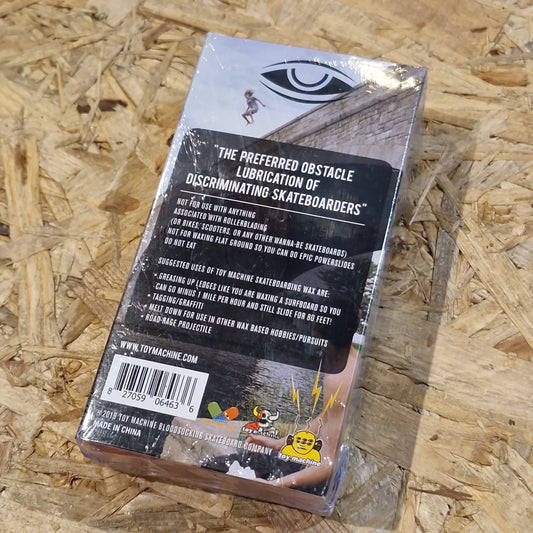 "THE PREFERRED OBSTACLE
LUBRICATION OF
DISCRIMINATING SKATEBOARDERS"
NOT FOR USE WITH ANYTHING
ASSOCIATED WITH ROLLERBLADING
(OR BIKES, SCOOTERS, OR ANY OTHER WANNA-BE SKATEBOARDS)
NOT FOR WAXING FLAT GROUND SO YOU CAN DO EPIC POWERSLIDES
DO NOT EAT
SUGGESTED USES OF TOY MACHINE SKATEBOARDING WAX ARE:
• GREASING UP LEDGES LIKE YOU ARE WAXING A SURFBOARD SO YOU
CAN GO MINUS 1 MILE PER HOUR AND STILL SLIDE FOR 80 FEET!
• TAGGING/GRAFFITI
• MELT DOWN FOR USE IN OTHER WAX BASED HOBBIES/PURSUITS
• ROAD-RAGE PROJECTILE
WWW.TOYMACHINE.COM
8 27059 06463 6
© 2019 TOY MACHINE BLOODSUCKING SKATEBOARD COMPANY
MADE IN CHINA
toy machine
toy machine